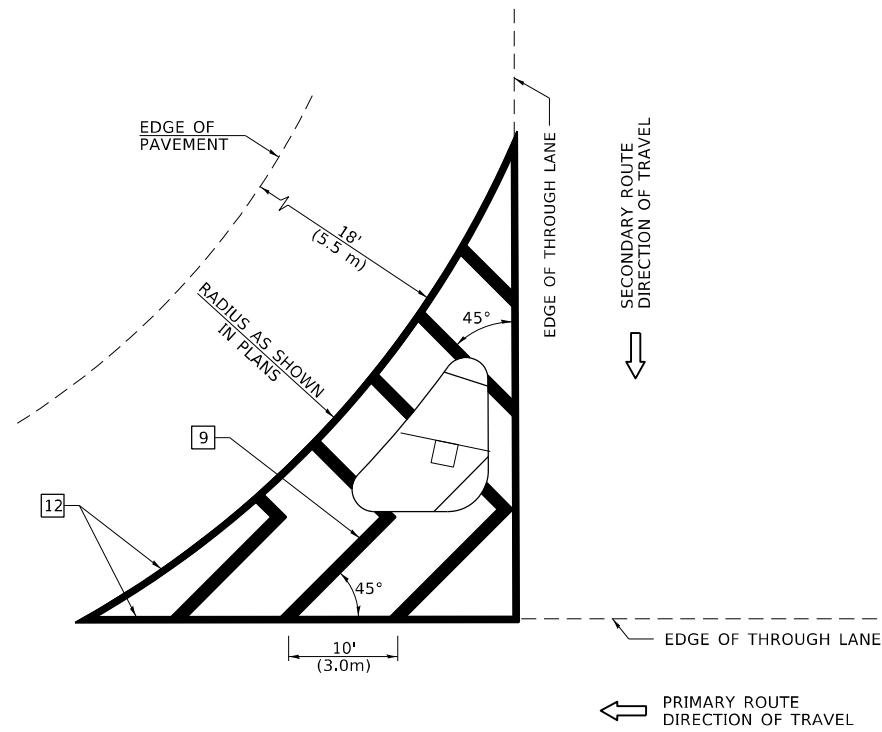 EDGE OF
PAVEMENT
EDGE OF THROUGH LANE
SECONDARY ROUTE
DIRECTION OF TRAVEL
18'
(5.5 m)
RADIUS AS SHOWN
IN PLANS
45°
9
12
45°
10'
(3.0m)
EDGE OF THROUGH LANE
PRIMARY ROUTE
DIRECTION OF TRAVEL